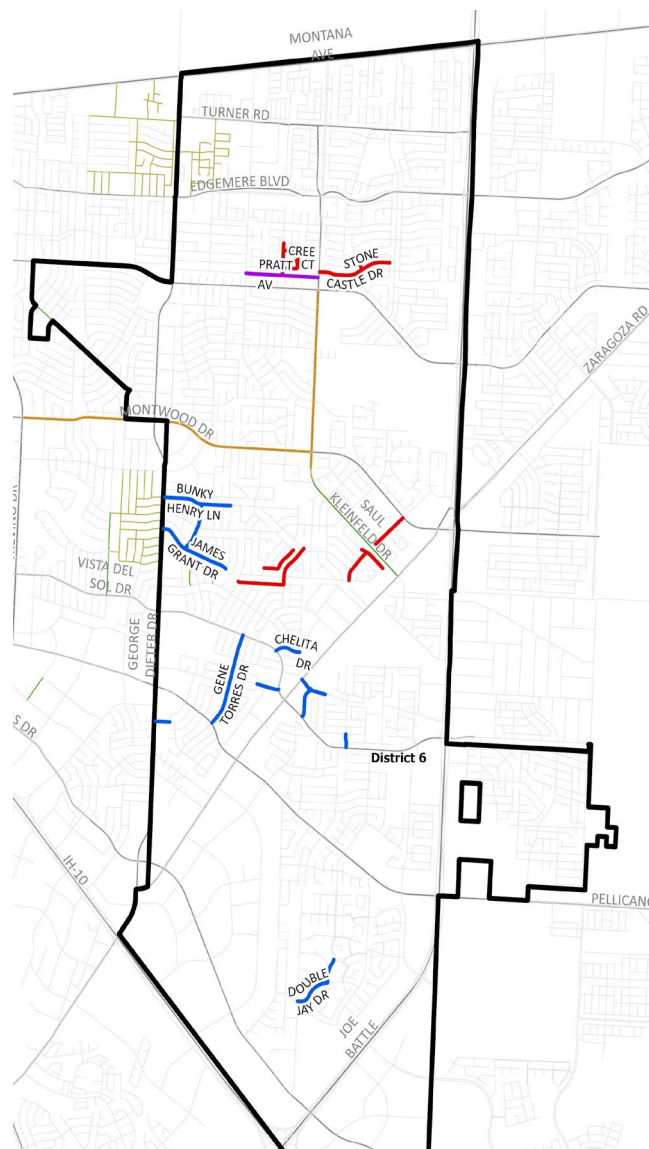 MONTANA
AVE
TURNER RD
EDGEMERE BLVD
CREE
PRATT CT
AV
STONE
CASTLE DR
ZARAGOZA RD
MONTWOOD DR
BUNKY
HENRY LN
SAUL
KLEINFELD DR
JAMES
GRANT DR
VISTA DEL
SOL DR
GEORGE
DIETER DR
CHELITA
DR
GENE
TORRES DR
S DR
District 6
IH-10
PELLICANO
DOUBLE
JAY DR
JOE
BATTLE